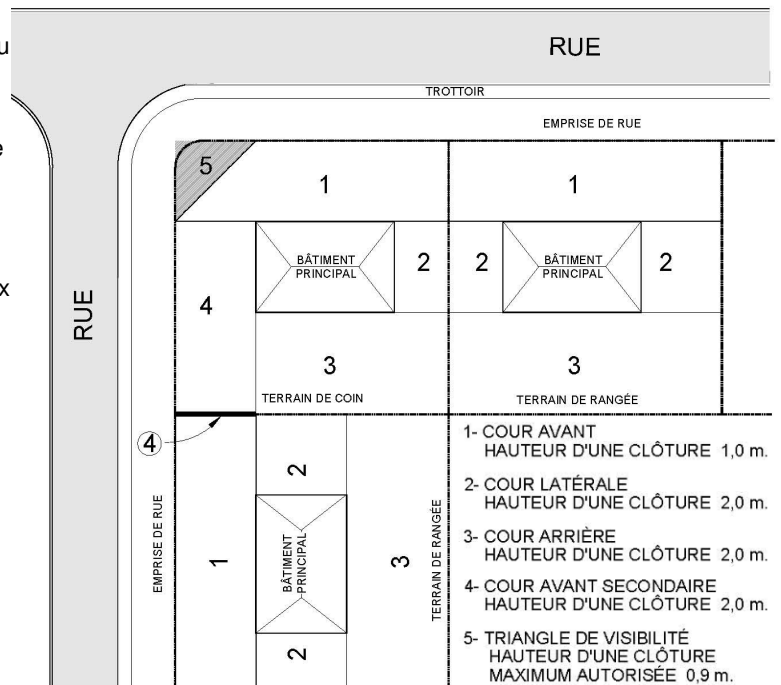 u
RUE
TROTTOIR
EMPRISE DE RUE
e
5
1
1
BÂTIMENT
PRINCIPAL
2
2
BÂTIMENT
PRINCIPAL
2
x
RUE
4
3
3
TERRAIN DE COIN
TERRAIN DE RANGÉE
4
1- COUR AVANT
HAUTEUR D'UNE CLÔTURE 1,0 m.
2- COUR LATÉRALE
HAUTEUR D'UNE CLÔTURE 2,0 m.
3- COUR ARRIÈRE
HAUTEUR D'UNE CLÔTURE 2,0 m.
4- COUR AVANT SECONDAIRE
HAUTEUR D'UNE CLÔTURE 2,0 m.
5- TRIANGLE DE VISIBILITÉ
HAUTEUR D'UNE CLÔTURE
MAXIMUM AUTORISÉE 0,9 m.
2
EMPRISE DE RUE
1
BÂTIMENT
PRINCIPAL
3
TERRAIN DE RANGÉE
2